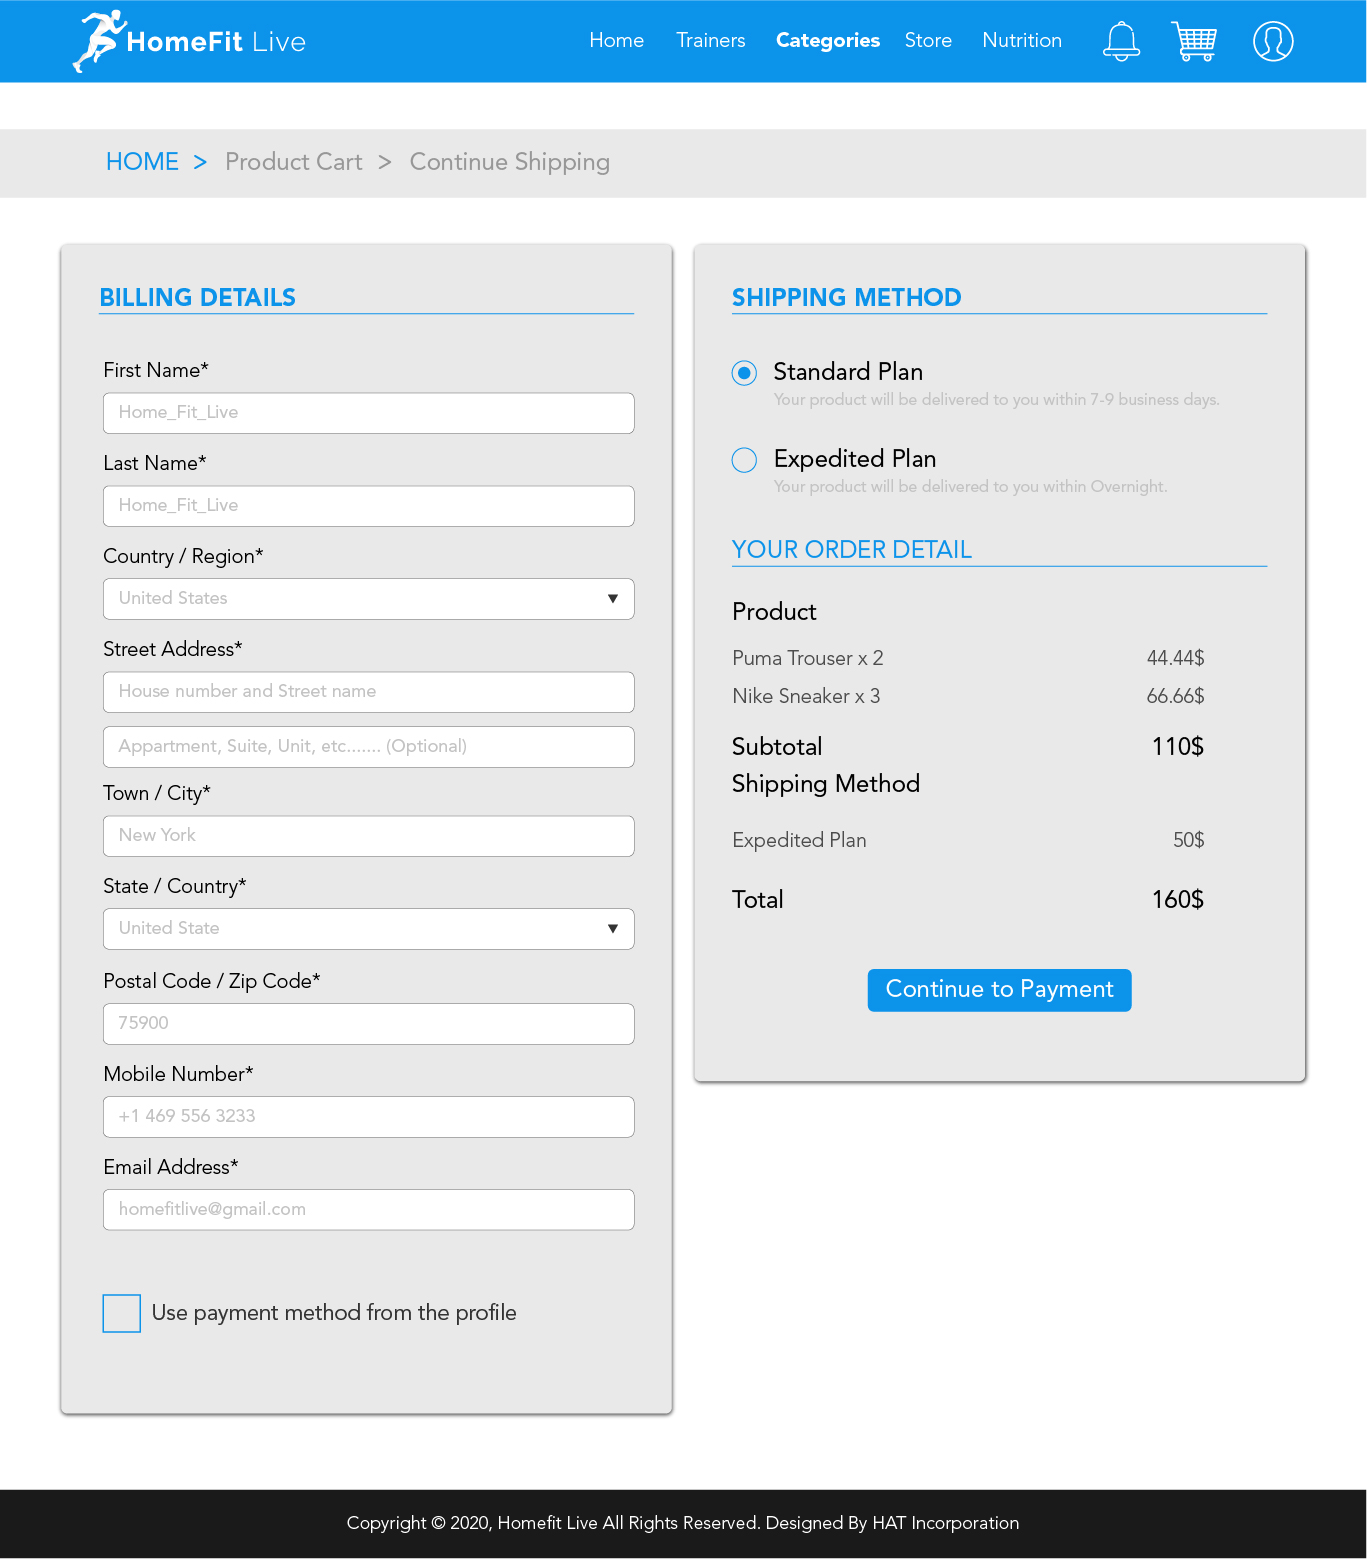 HomeFit Live
Home Trainers Categories Store Nutrition
HOME > Product Cart > Continue Shipping
BILLING DETAILS
First Name*
Home_Fit_Live
Last Name*
Home_Fit_Live
Country / Region*
United States
Street Address*
House number and Street name
Appartment, Suite, Unit, etc....... (Optional)
Town / City*
New York
State / Country*
United State
Postal Code / Zip Code*
75900
Mobile Number*
+1 469 556 3233
Email Address*
homefitlive@gmail.com
Use payment method from the profile
SHIPPING METHOD
Standard Plan
Your product will be delivered to you within 7-9 business days.
Expedited Plan
Your product will be delivered to you within Overnight.
YOUR ORDER DETAIL
Product
Puma Trouser x 2 44.44$
Nike Sneaker x 3 66.66$
Subtotal 110$
Shipping Method
Expedited Plan 50$
Total 160$
Continue to Payment
Copyright © 2020, Homefit Live All Rights Reserved. Designed By HAT Incorporation